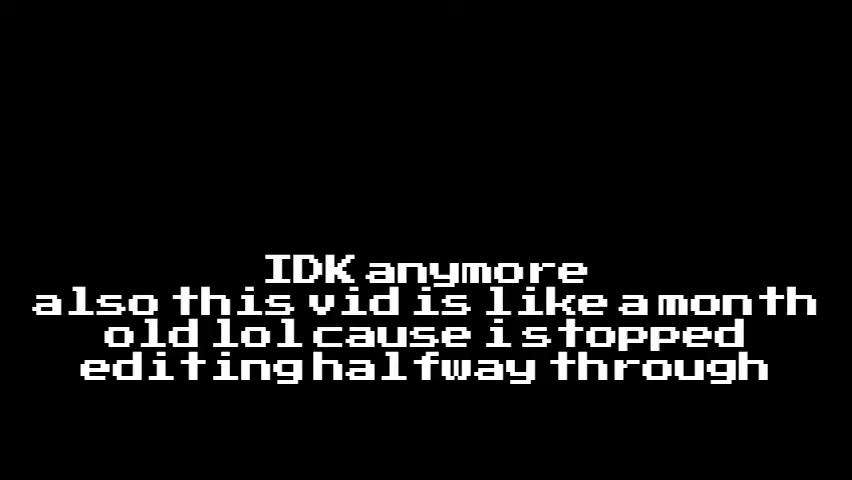 IDK anymore
also this vid is like a month
old lol cause i stopped
editing halfway through